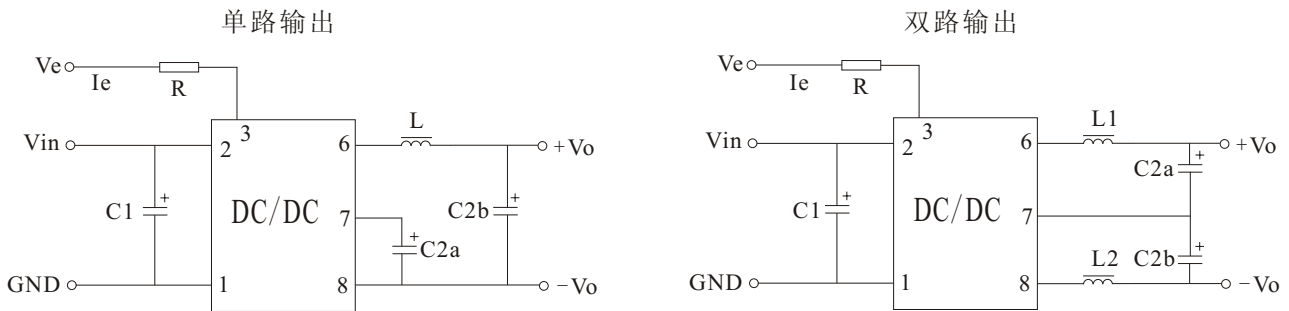 单路输出
Ve
Ie
R
3
Vin
2
6
L
+Vo
C1
+
DC/DC
7
+
C2a
C2b
+
GND
1
8
−Vo
双路输出
Ve
Ie
R
3
Vin
2
6
L1
+Vo
C2a
+
C1
+
DC/DC
7
L2
C2b
+
GND
1
8
−Vo